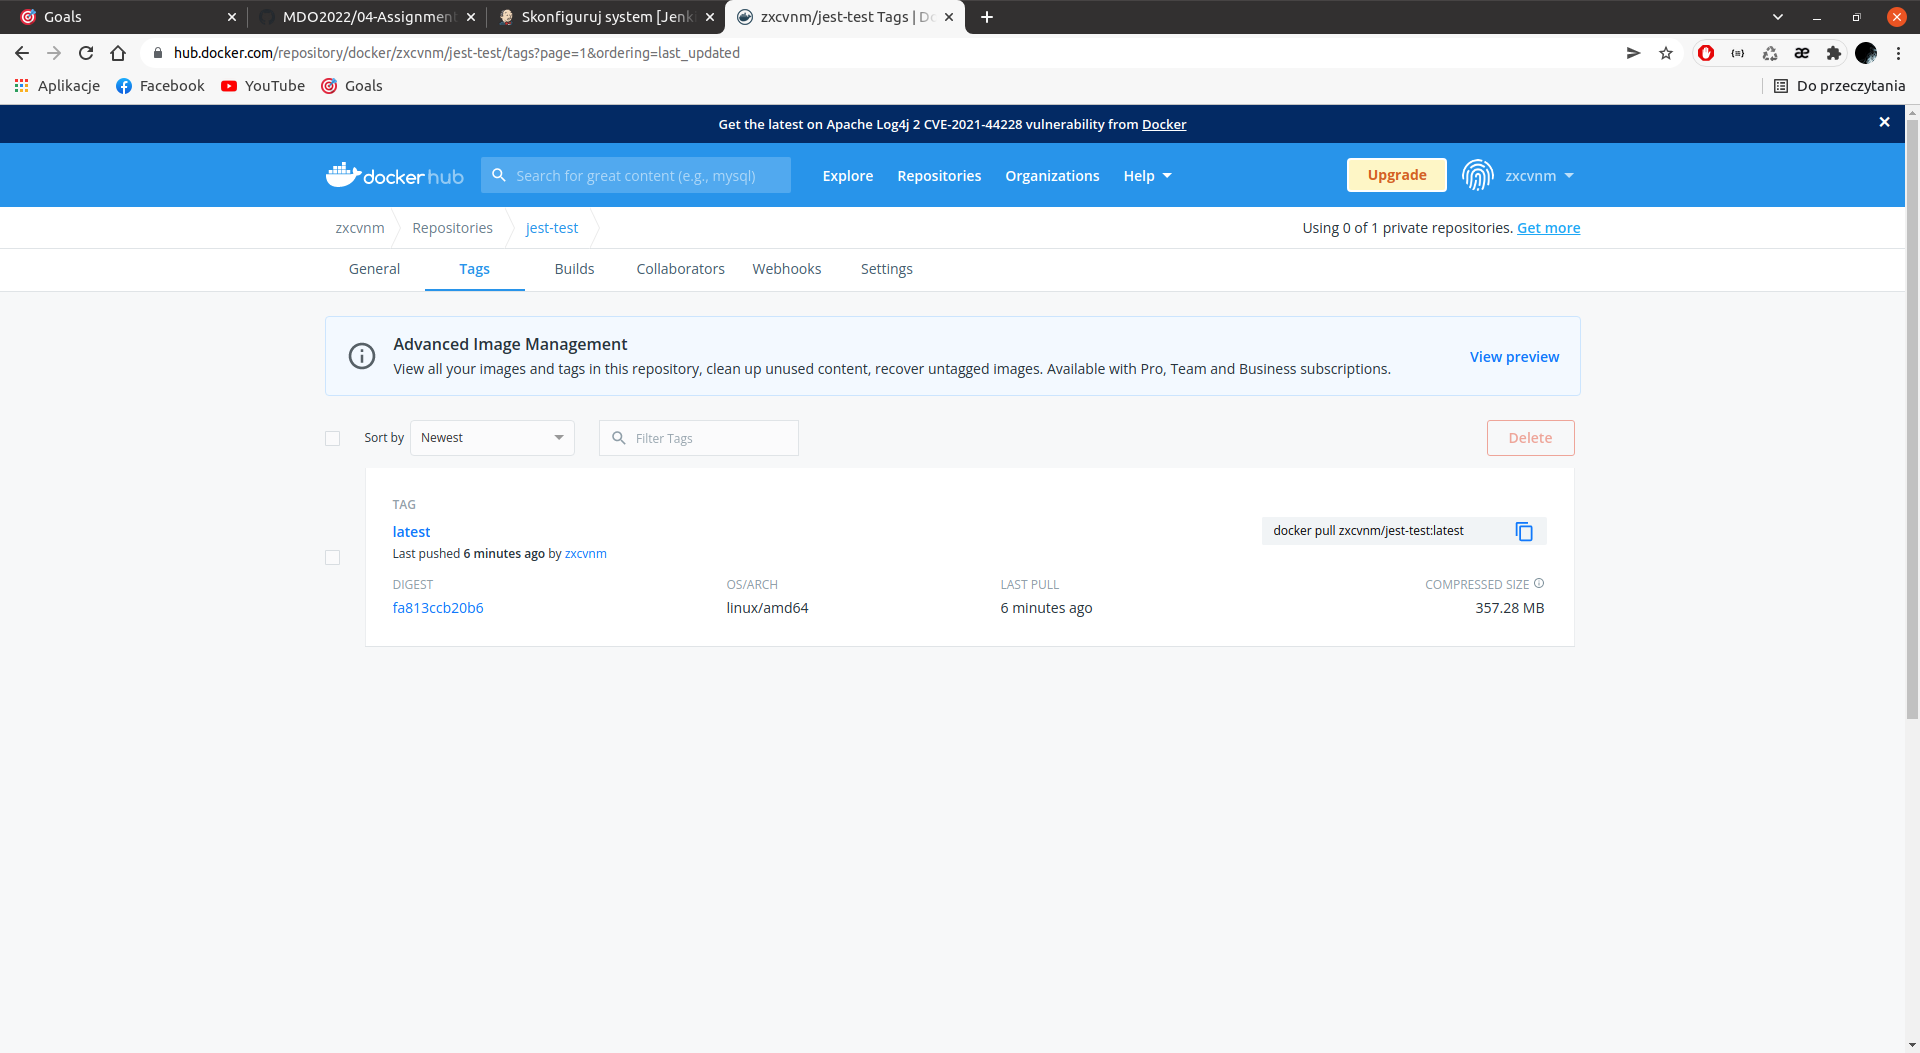 Goals
MDO2022/04-Assignment
Skonfiguruj system [Jenki
zxcvnm/jest-test Tags | Do
hub.docker.com/repository/docker/zxcvnm/jest-test/tags?page=1&ordering=last_updated
Aplikacje
Facebook
YouTube
Goals
Do przeczytania
Get the latest on Apache Log4j 2 CVE-2021-44228 vulnerability from Docker
docker hub
Search for great content (e.g., mysql)
Explore
Repositories
Organizations
Help
Upgrade
zxcvnm
zxcvnm
Repositories
jest-test
Using 0 of 1 private repositories. Get more
General
Tags
Builds
Collaborators
Webhooks
Settings
Advanced Image Management
View all your images and tags in this repository, clean up unused content, recover untagged images. Available with Pro, Team and Business subscriptions.
View preview
Sort by
Newest
Filter Tags
Delete
TAG
latest
docker pull zxcvnm/jest-test:latest
Last pushed 6 minutes ago by zxcvnm
DIGEST
OS/ARCH
LAST PULL
COMPRESSED SIZE
fa813ccb20b6
linux/amd64
6 minutes ago
357.28 MB